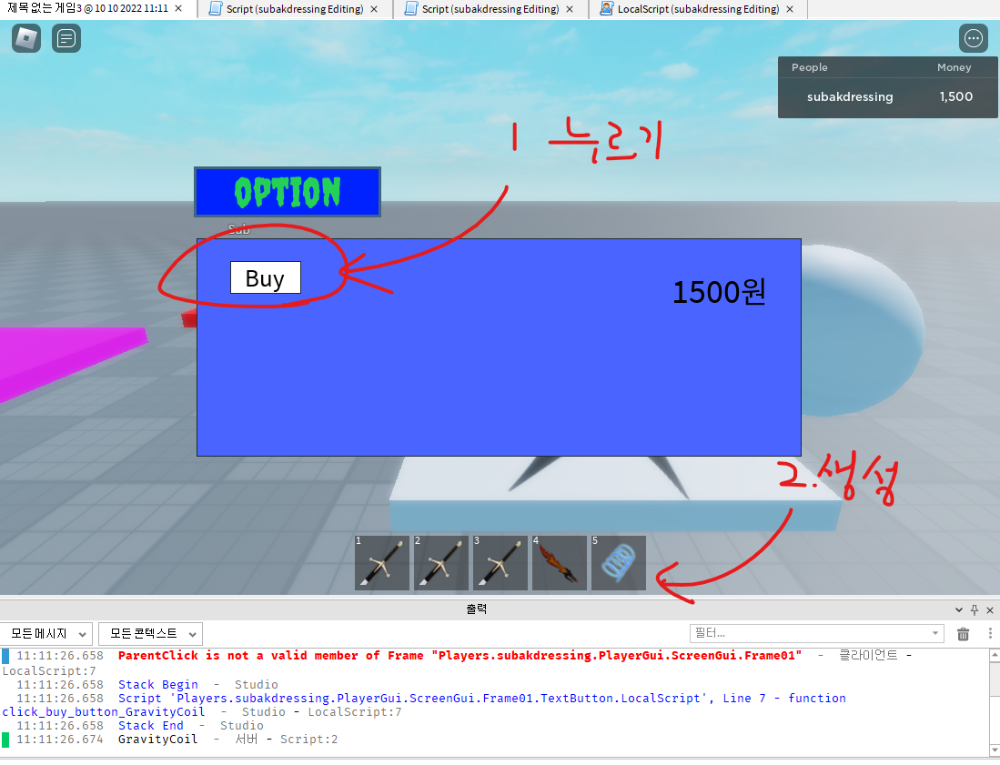 제목 없는 게임3 @ 10 10 2022 11:11 × Script (subakdressing Editing) × Script (subakdressing Editing) × LocalScript (subakdressing Editing) ×
People Money
subakdressing 1,500
1 누르기
OPTION
Sub
Buy
1500원
2.생성
1 2 3 4 5
출력
모든 메시지 모든 콘텍스트 필터...
11:11:26.658 ParentClick is not a valid member of Frame "Players.subakdressing.PlayerGui.ScreenGui.Frame01" - 클라이언트 -
LocalScript:7
11:11:26.658 Stack Begin - Studio
11:11:26.658 Script 'Players.subakdressing.PlayerGui.ScreenGui.Frame01.TextButton.LocalScript', Line 7 - function
click_buy_button_GravityCoil - Studio - LocalScript:7
11:11:26.658 Stack End - Studio
11:11:26.674 GravityCoil - 서버 - Script:2